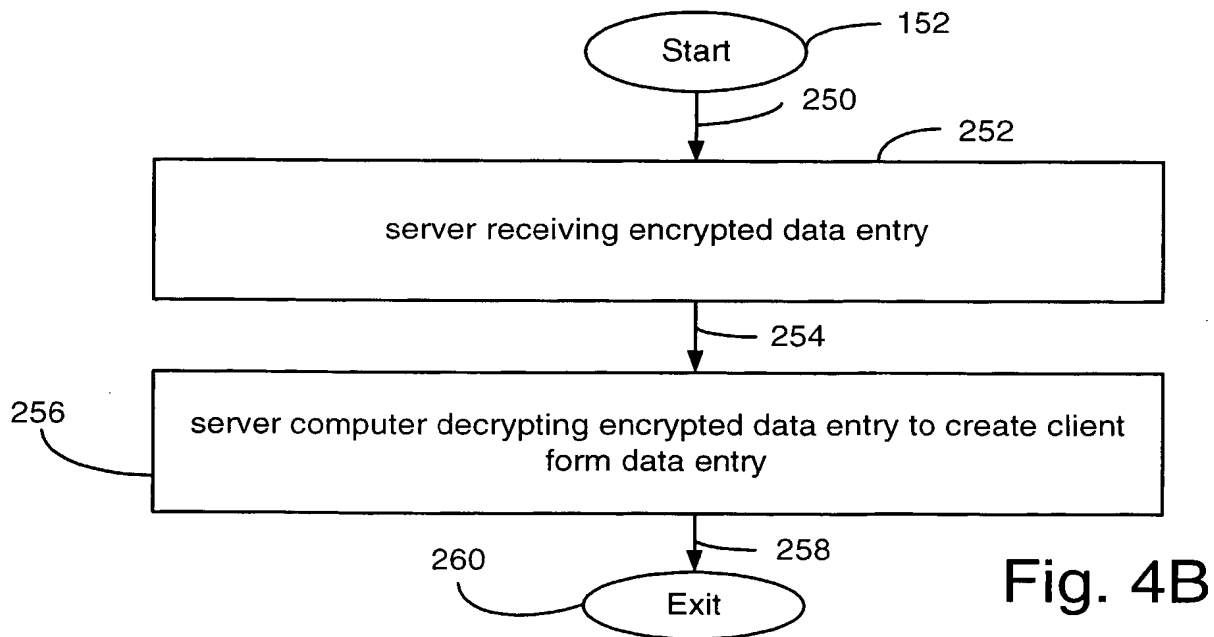 Start
152
250
252
server receiving encrypted data entry
254
256
server computer decrypting encrypted data entry to create client
form data entry
258
260
Exit
Fig. 4B